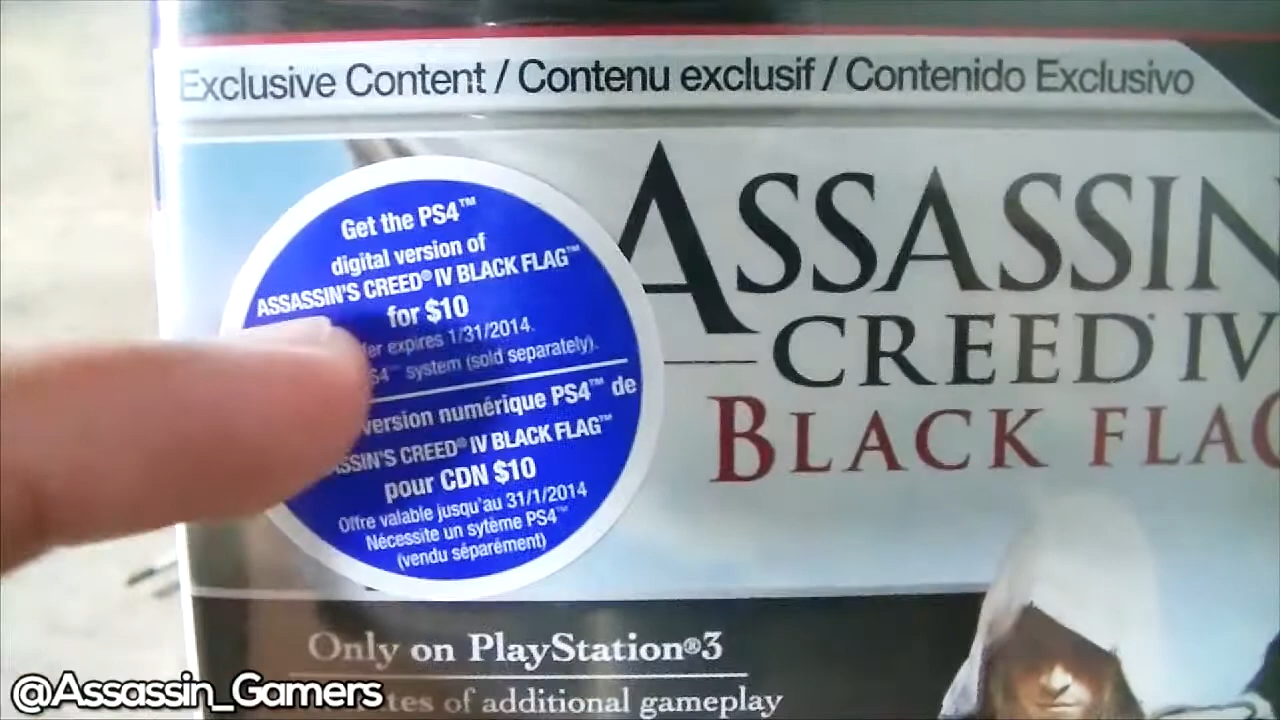 Exclusive Content / Contenu exclusif / Contenido Exclusivo
Get the PS4™
digital version of
ASSASSIN'S CREED® IV BLACK FLAG™
for $10
expires 1/31/2014.
system (sold separately).
version numérique PS4™ de
CREED® IV BLACK FLAG™
pour CDN $10
Offre valable jusqu'au 31/1/2014
Nécessite un sytème PS4™
(vendu séparément)
ASSASSIN
CREED IV
BLACK FLAG
Only on PlayStation®3
of additional gameplay
@Assassin_Gamers